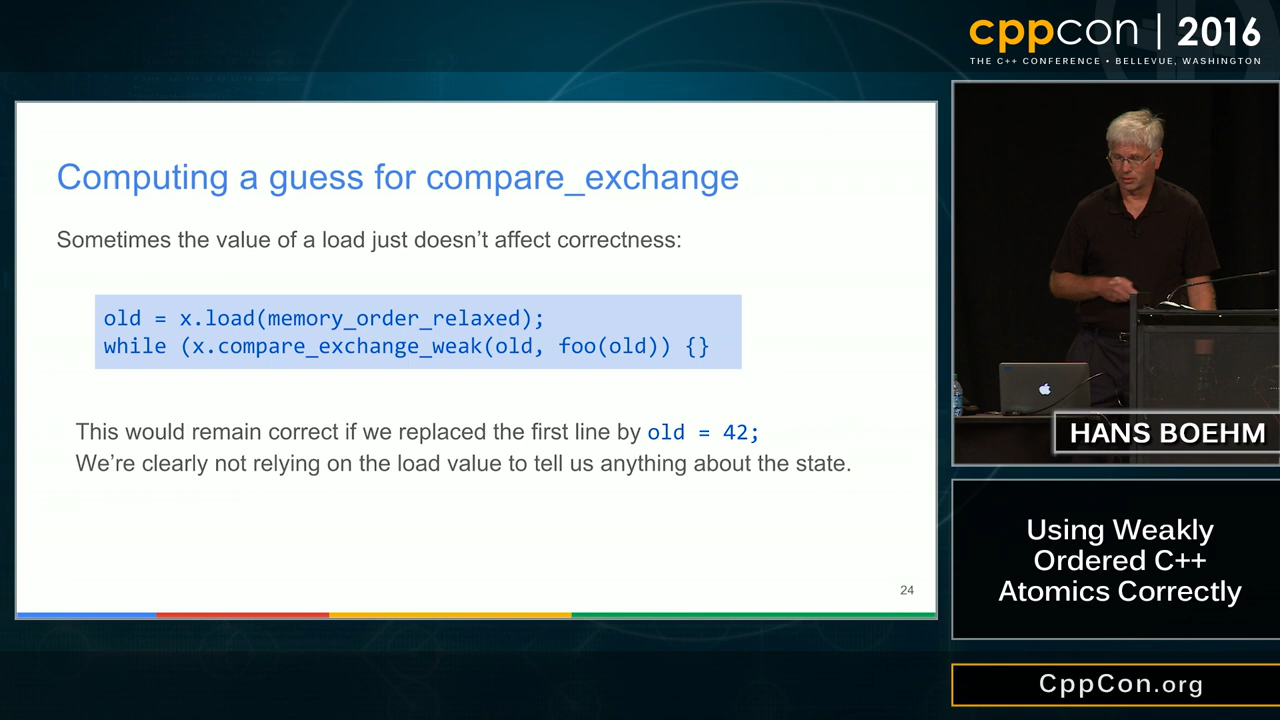 cppcon | 2016
THE C++ CONFERENCE • BELLEVUE, WASHINGTON
Computing a guess for compare_exchange
Sometimes the value of a load just doesn't affect correctness:
old = x.load(memory_order_relaxed);
while (x.compare_exchange_weak(old, foo(old)) {}
This would remain correct if we replaced the first line by old = 42;
We're clearly not relying on the load value to tell us anything about the state.
24
HANS BOEHM
Using Weakly
Ordered C++
Atomics Correctly
CppCon.org